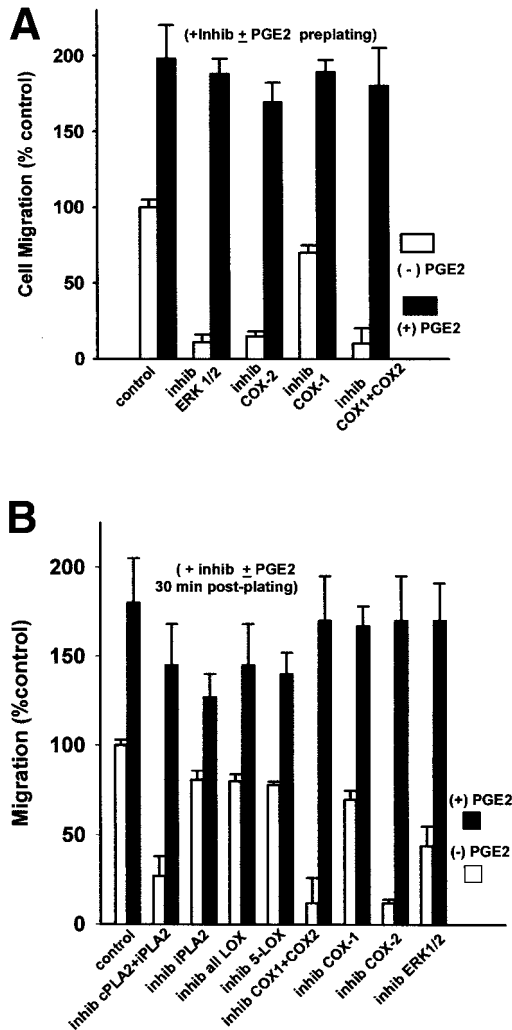 A
(+Inhib ± PGE2 preplating)
Cell Migration (% control)
200
150
100
50
0
(-) PGE2
(+) PGE2
control
inhib
ERK 1/2
inhib
COX-2
inhib
COX-1
inhib
COX1+COX2
B
(+ inhib ± PGE2
30 min post-plating)
Migration (%control)
200
150
100
50
0
(+) PGE2
(-) PGE2
control
inhib cPLA2+iPLA2
inhib IPLA2
inhib all LOX
inhib 5-LOX
inhib COX1+COX2
inhib COX-1
inhib COX-2
inhib ERK1/2